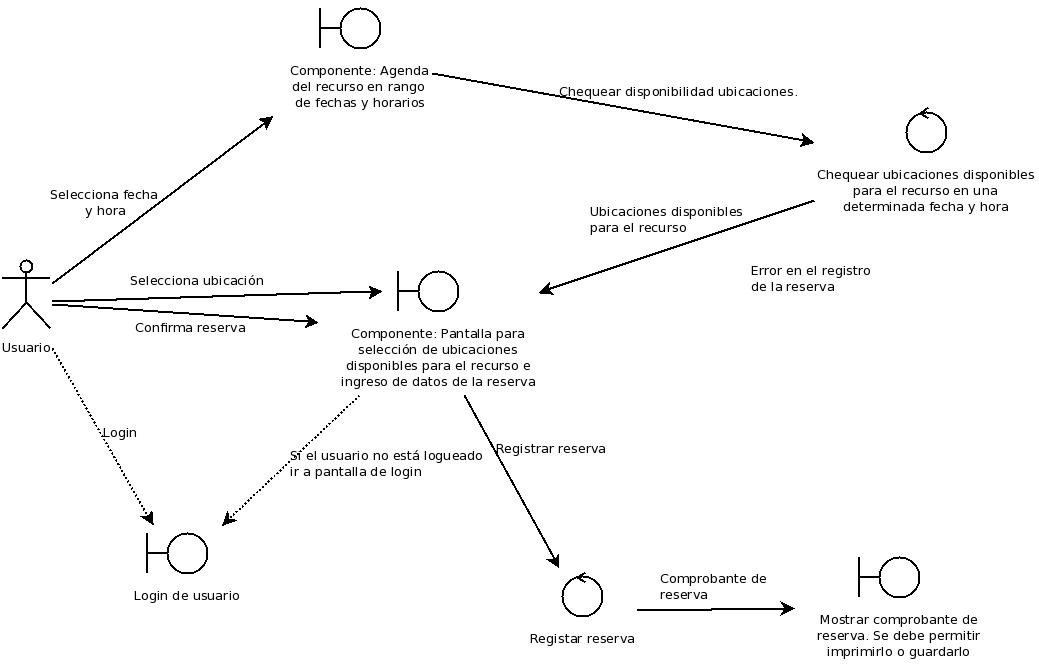 Componente: Agenda
del recurso en rango
de fechas y horarios
Chequear disponibilidad ubicaciones.
Chequear ubicaciones disponibles
para el recurso en una
determinada fecha y hora
Selecciona fecha
y hora
Ubicaciones disponibles
para el recurso
Error en el registro
de la reserva
Selecciona ubicación
Confirma reserva
Usuario
Componente: Pantalla para
selección de ubicaciones
disponibles para el recurso e
ingreso de datos de la reserva
Login
Si el usuario no está logueado
ir a pantalla de login
Registrar reserva
Login de usuario
Comprobante de
reserva
Registar reserva
Mostrar comprobante de
reserva. Se debe permitir
imprimirlo o guardarlo